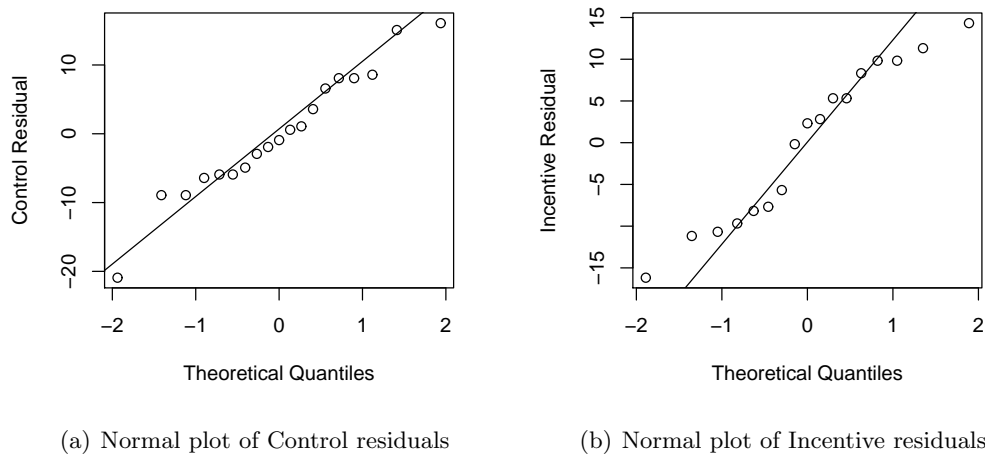 10
0
−10
−20
Control Residual
−2 −1 0 1 2
Theoretical Quantiles
(a) Normal plot of Control residuals
15
10
5
0
−5
−15
Incentive Residual
−2 −1 0 1 2
Theoretical Quantiles
(b) Normal plot of Incentive residuals